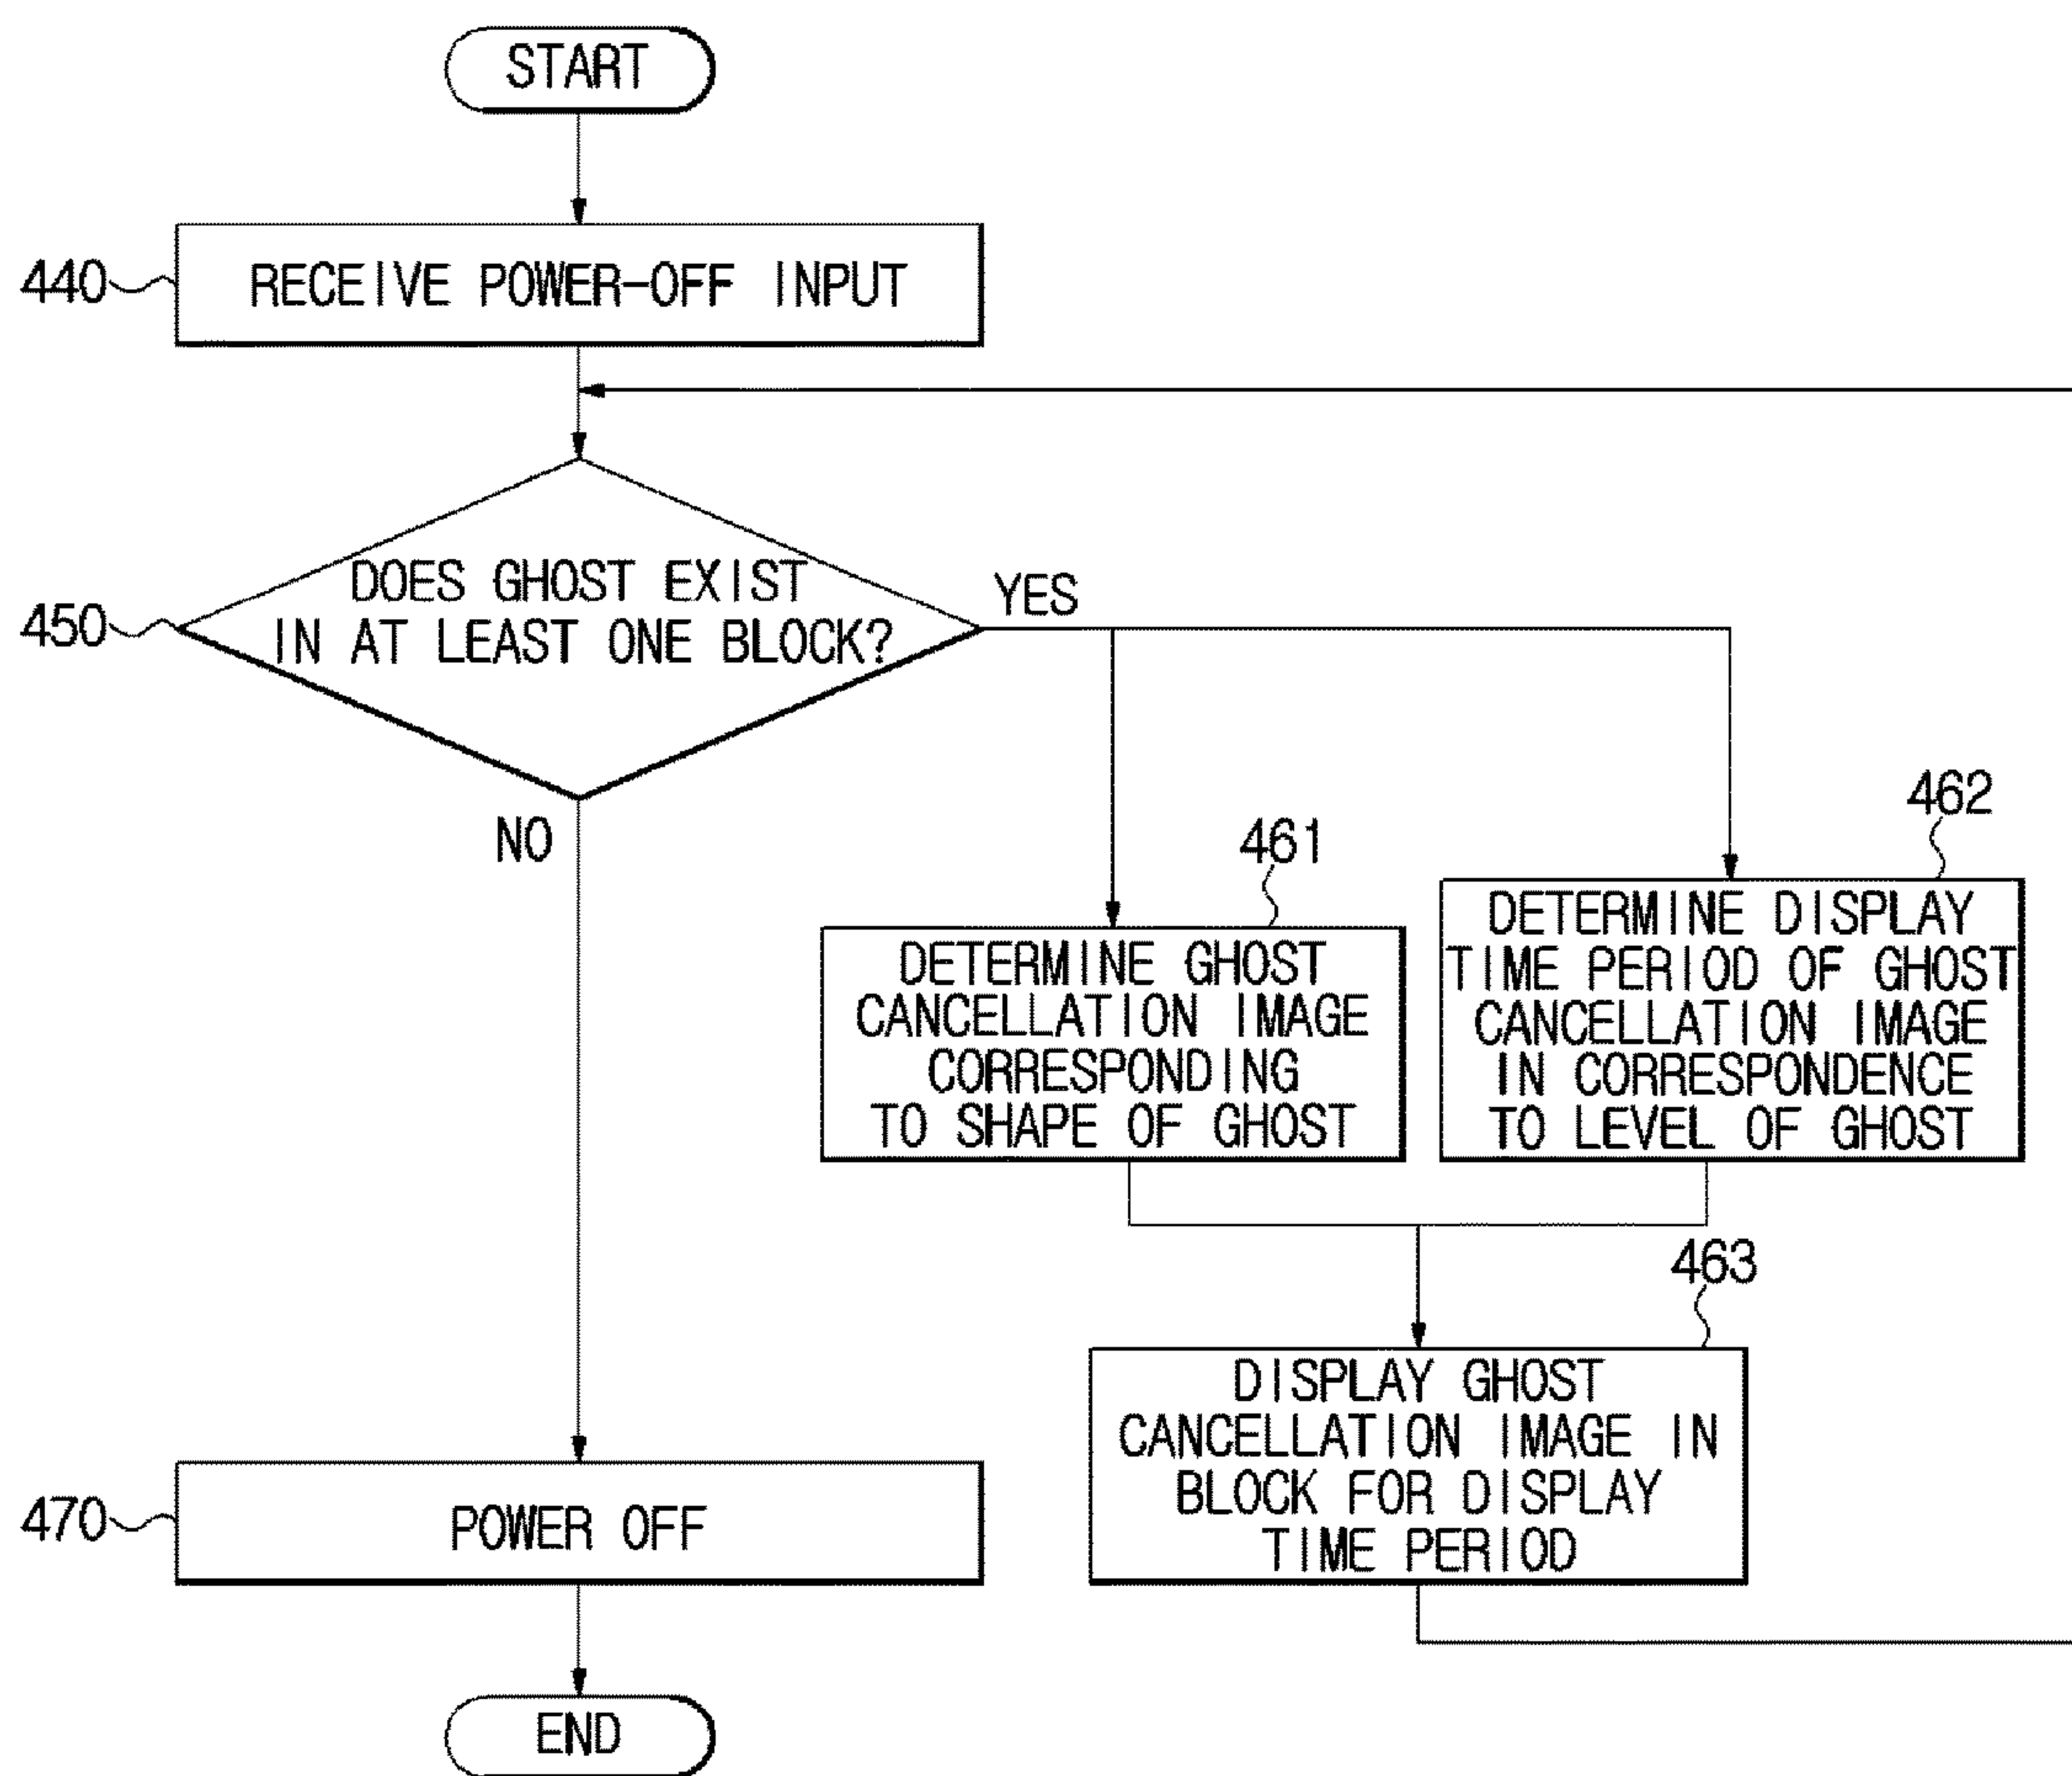 START
440
RECEIVE POWER-OFF INPUT
450
DOES GHOST EXIST
IN AT LEAST ONE BLOCK?
YES
NO
461
DETERMINE GHOST
CANCELLATION IMAGE
CORRESPONDING
TO SHAPE OF GHOST
462
DETERMINE DISPLAY
TIME PERIOD OF GHOST
CANCELLATION IMAGE
IN CORRESPONDENCE
TO LEVEL OF GHOST
463
DISPLAY GHOST
CANCELLATION IMAGE IN
BLOCK FOR DISPLAY
TIME PERIOD
470
POWER OFF
END